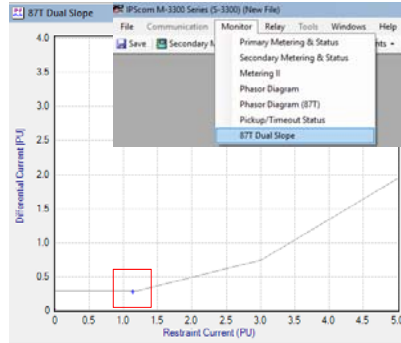 87T Dual Slope
IPScom M-3300 Series (S-3300) (New File)
File Communication Monitor Relay Tools Windows Help
Save Secondary M
nts
Primary Metering & Status
Secondary Metering & Status
Metering II
Phasor Diagram
Phasor Diagram (87T)
Pickup/Timeout Status
87T Dual Slope
Diferential Current (PU)
4.0
3.5
3.0
2.5
2.0
1.5
1.0
0.5
0
0 0.5 1.0 1.5 2.0 2.5 3.0 3.5 4.0 4.5 5.0
Restraint Current (PU)